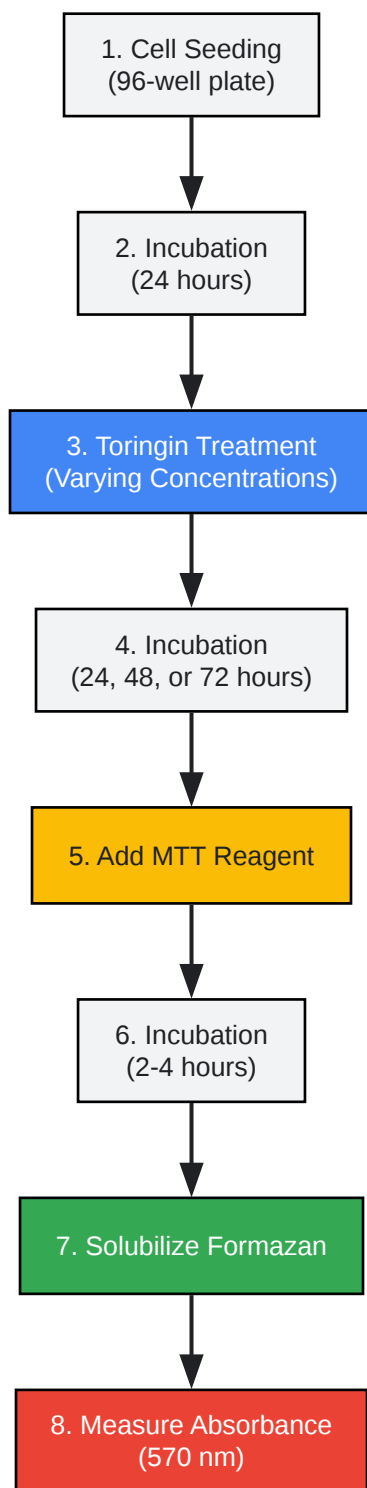 1. Cell Seeding
(96-well plate)
2. Incubation
(24 hours)
3. Toringin Treatment
(Varying Concentrations)
4. Incubation
(24, 48, or 72 hours)
5. Add MTT Reagent
6. Incubation
(2-4 hours)
7. Solubilize Formazan
8. Measure Absorbance
(570 nm)